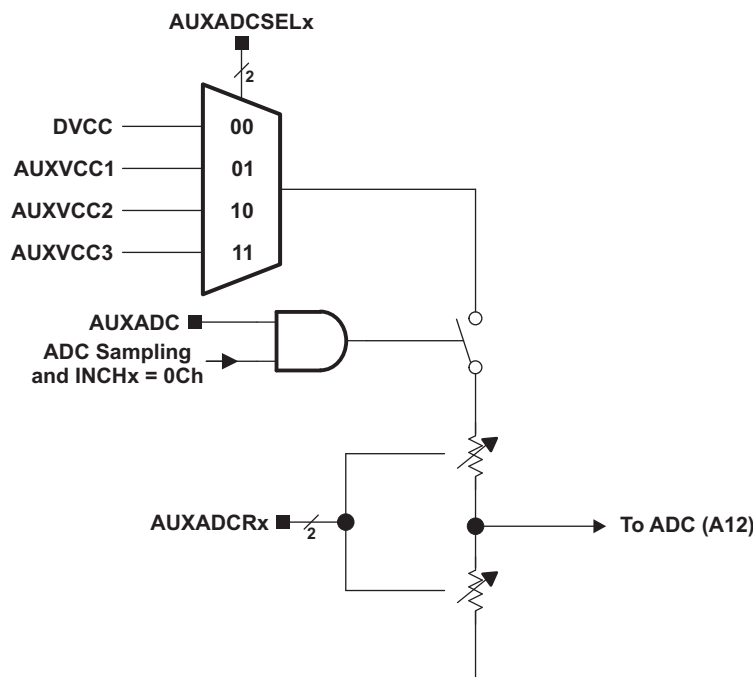 AUXADCSELx
2
DVCC 00
AUXVCC1 01
AUXVCC2 10
AUXVCC3 11
AUXADC
ADC Sampling
and INCHx = 0Ch
AUXADCRx
2
To ADC (A12)